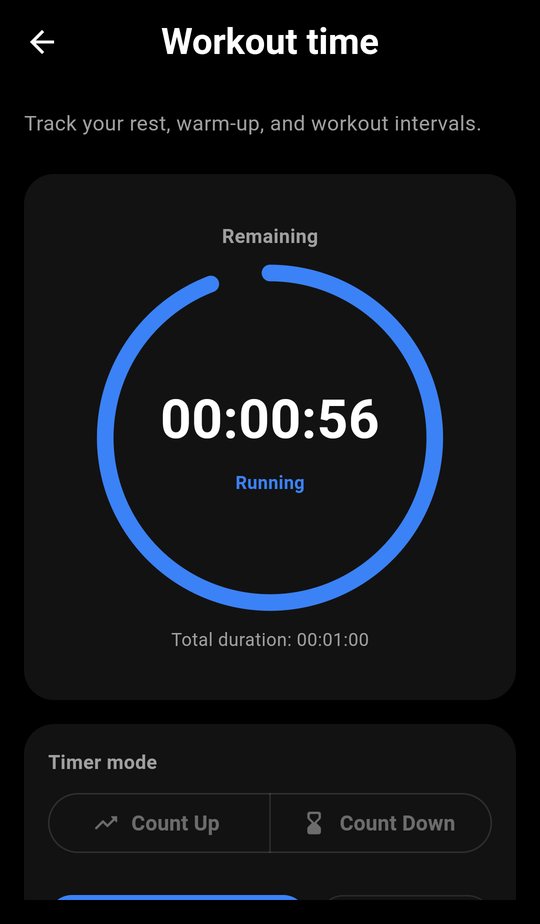 Workout time
Track your rest, warm-up, and workout intervals.
Remaining
00:00:56
Running
Total duration: 00:01:00
Timer mode
Count Up
Count Down